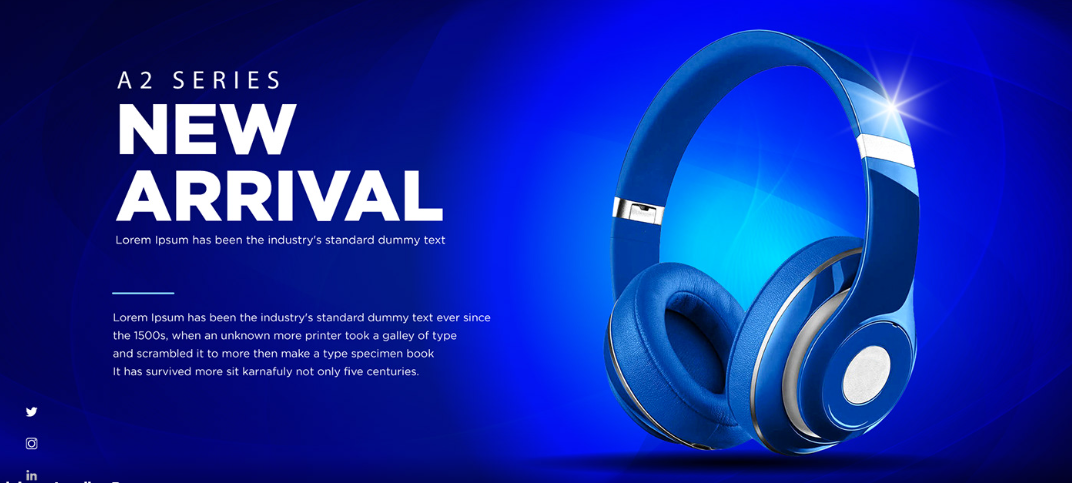 A2 SERIES
NEW
ARRIVAL
Lorem Ipsum has been the industry's standard dummy text
Lorem Ipsum has been the industry's standard dummy text ever since
the 1500s, when an unknown more printer took a galley of type
and scrambled it to more then make a type specimen book
It has survived more sit karnafuly not only five centuries.
in